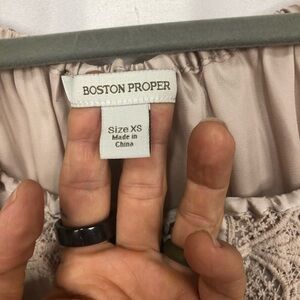 BOSTON PROPER
Size XS
Made in
China